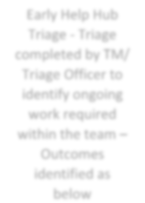 Early Help Hub
Triage - Triage
completed by TM/
Triage Officer to
identify ongoing
work required
within the team –
Outcomes
identified as
below